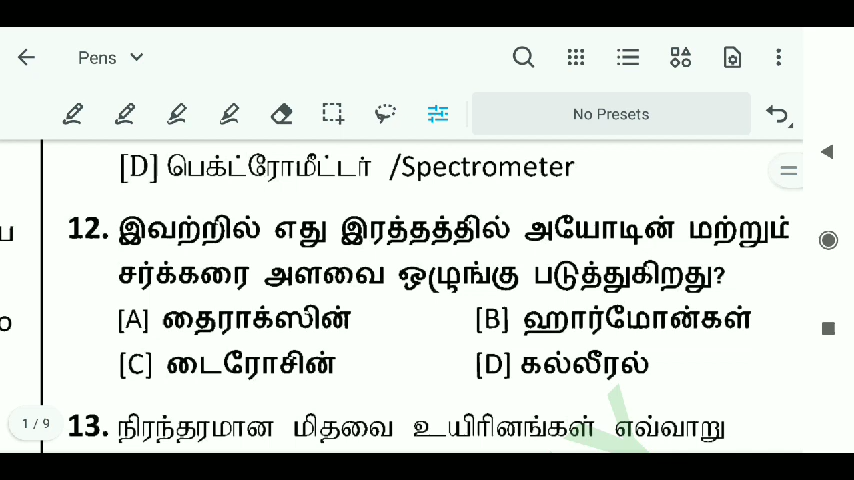 Pens
No Presets
[D] பெக்ட்ரோமீட்டர் /Spectrometer
12. இவற்றில் எது இரத்தத்தில் அயோடின் மற்றும்
சர்க்கரை அளவை ஒழுங்கு படுத்துகிறது?
[A] தைராக்ஸின் [B] ஹார்மோன்கள்
[C] டைரோசின் [D] கல்லீரல்
1 / 9
13. நிரந்தரமான மிதவை உயிரினங்கள் எவ்வாறு